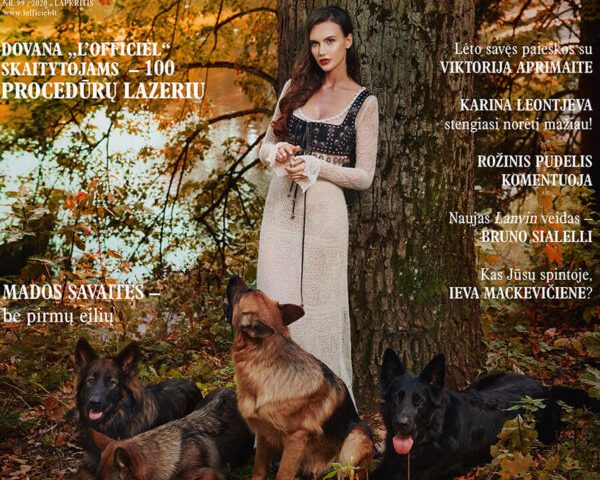 NR. 99 / 2020 • LAPKRITIS
www.lofficiel.lt
DOVANA „L'OFFICIEL“
SKAITYTOJAMS – 100
PROCEDŪRŲ LAZERIU
MADOS SAVAITĖS –
be pirmų eilių
Lėto savęs paieškos su
VIKTORIJA APRIMAITE
KARINA LEONTJEVA
stengiasi norėti mažiau!
ROŽINIS PUDELIS
KOMENTUOJA
Naujas Lanvin veidas –
BRUNO SIALELLI
Kas Jūsų spintoje,
IEVA MACKEVIČIENE?